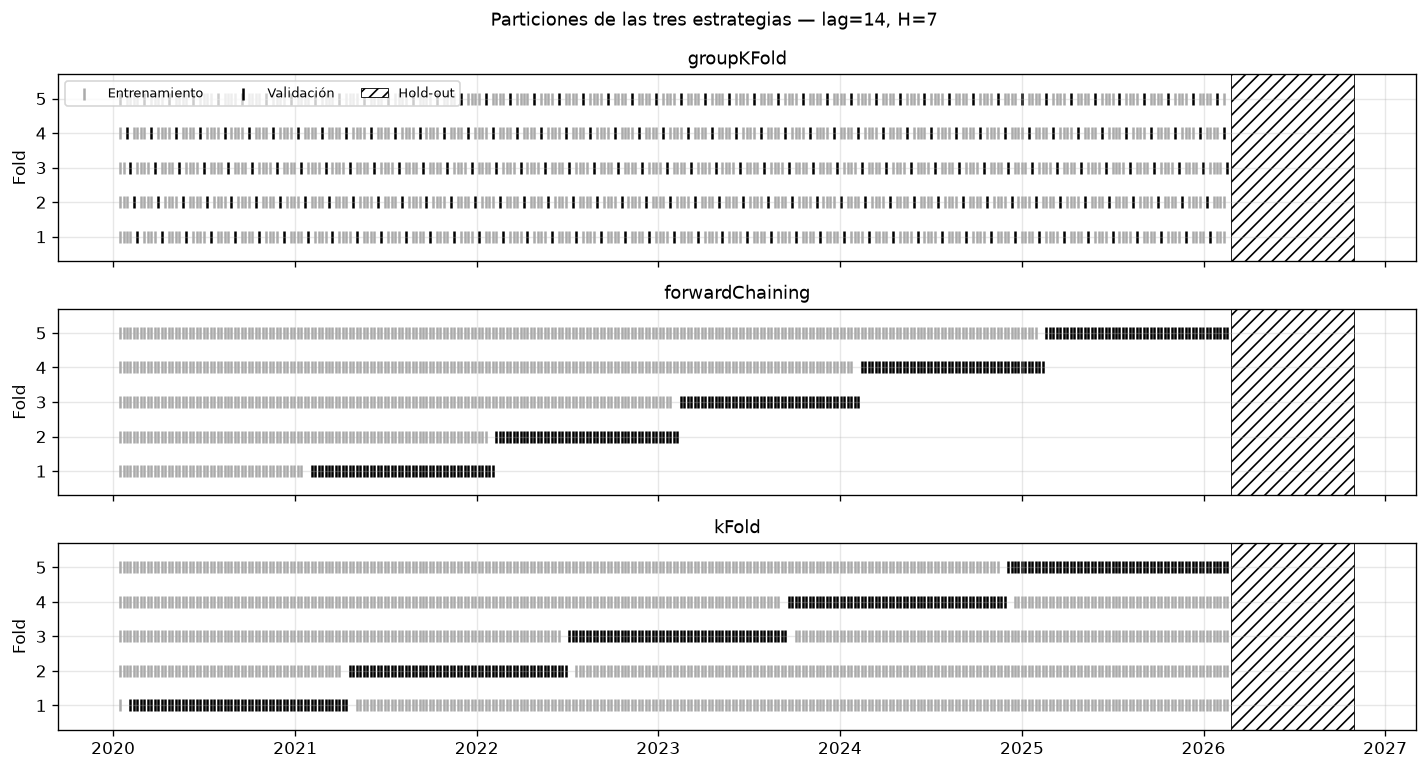 Particiones de las tres estrategias — lag=14, H=7
groupKFold
Entrenamiento Validación Hold-out
Fold
5
4
3
2
1
forwardChaining
Fold
5
4
3
2
1
kFold
Fold
5
4
3
2
1
2020 2021 2022 2023 2024 2025 2026 2027